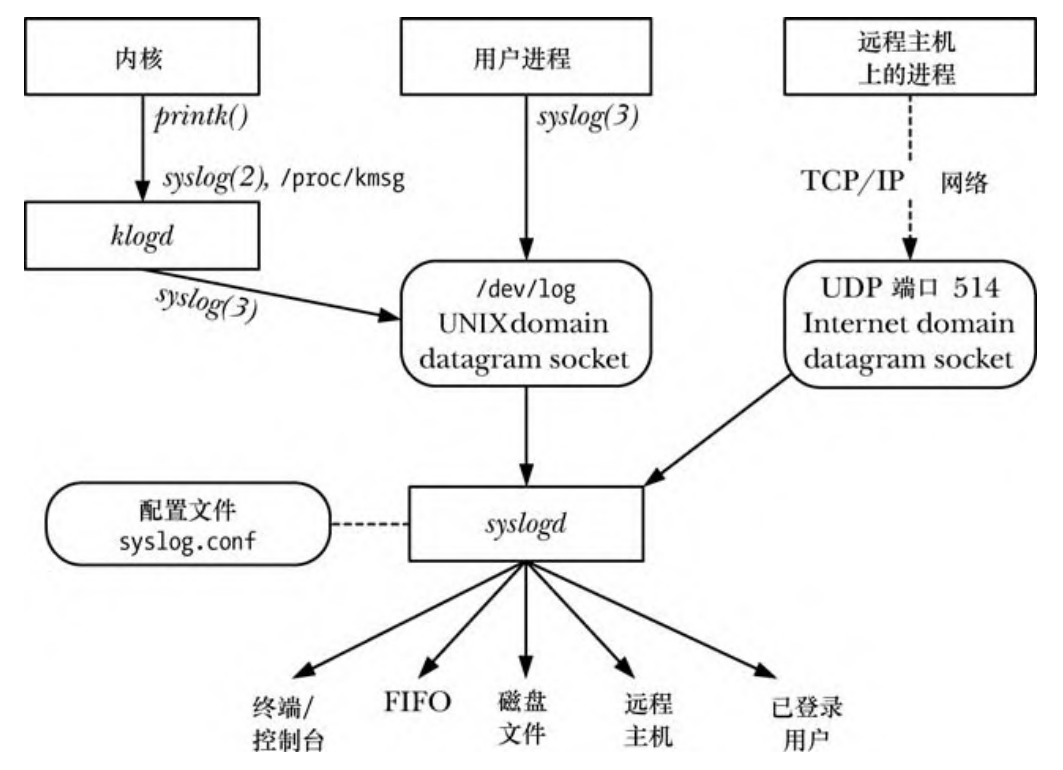 内核
用户进程
远程主机
上的进程
printk()
syslog(3)
syslog(2), /proc/kmsg
TCP/IP 网络
klogd
syslog(3)
/dev/log
UNIX domain
datagram socket
UDP 端口 514
Internet domain
datagram socket
配置文件
syslog.conf
syslogd
终端/
控制台
FIFO
磁盘
文件
远程
主机
已登录
用户